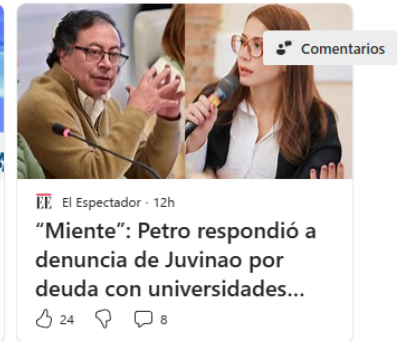 Comentarios
EE El Espectador · 12h
“Miente”: Petro respondió a
denuncia de Juvinao por
deuda con universidades...
24 8